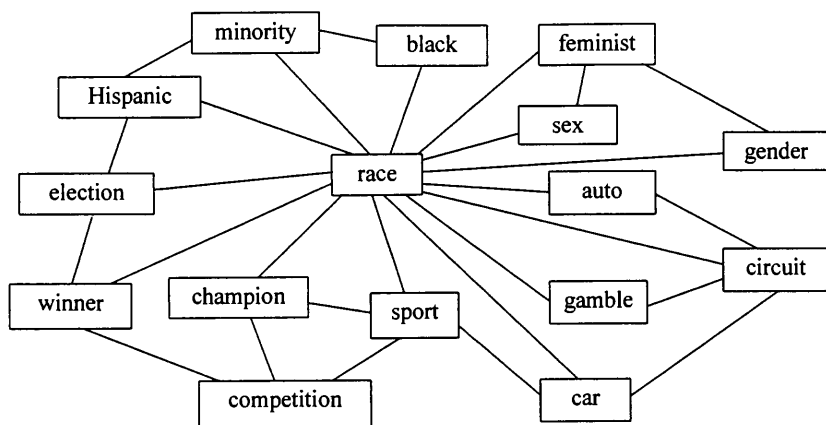 minority
black
feminist
Hispanic
sex
gender
race
election
auto
circuit
winner
champion
sport
gamble
competition
car